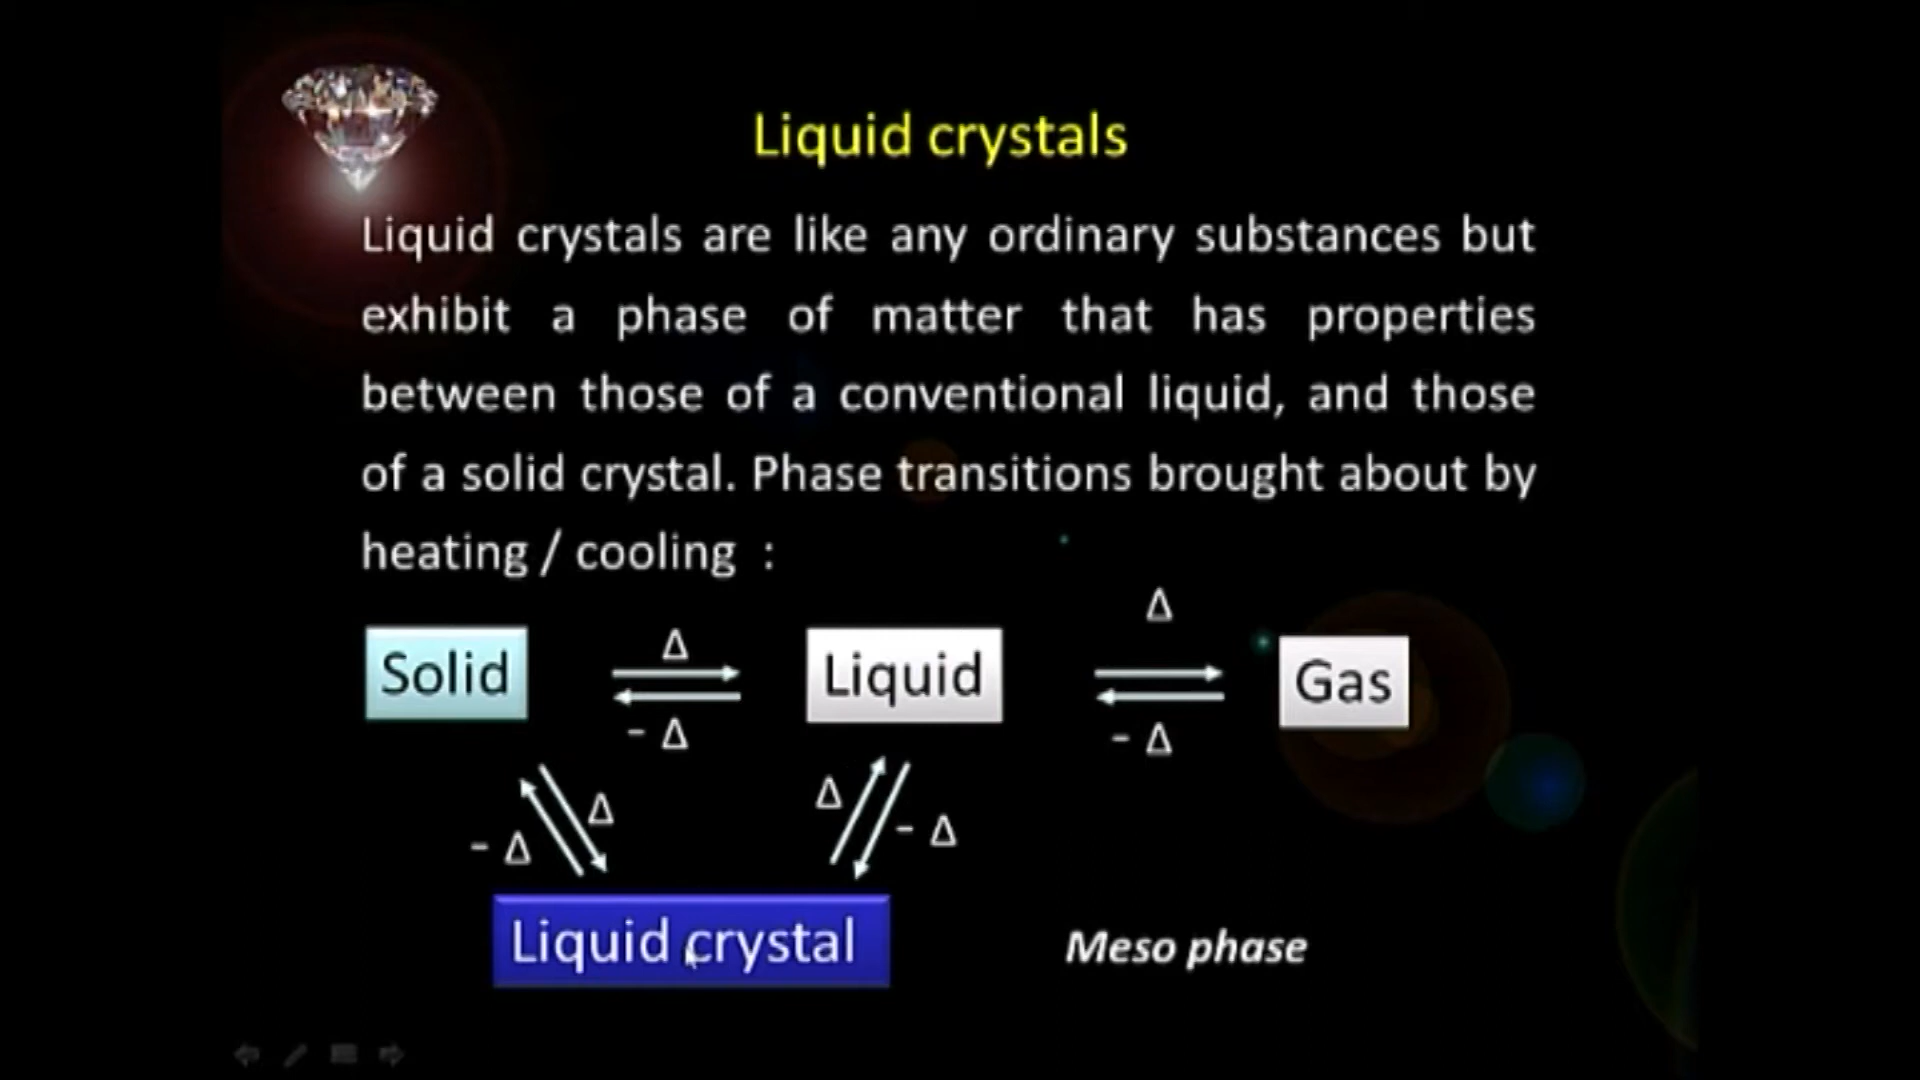 Liquid crystals
Liquid crystals are like any ordinary substances but
exhibit a phase of matter that has properties
between those of a conventional liquid, and those
of a solid crystal. Phase transitions brought about by
heating / cooling :
Δ
Solid Δ Liquid Gas
- Δ - Δ
Δ Δ
- Δ - Δ
Liquid crystal Meso phase